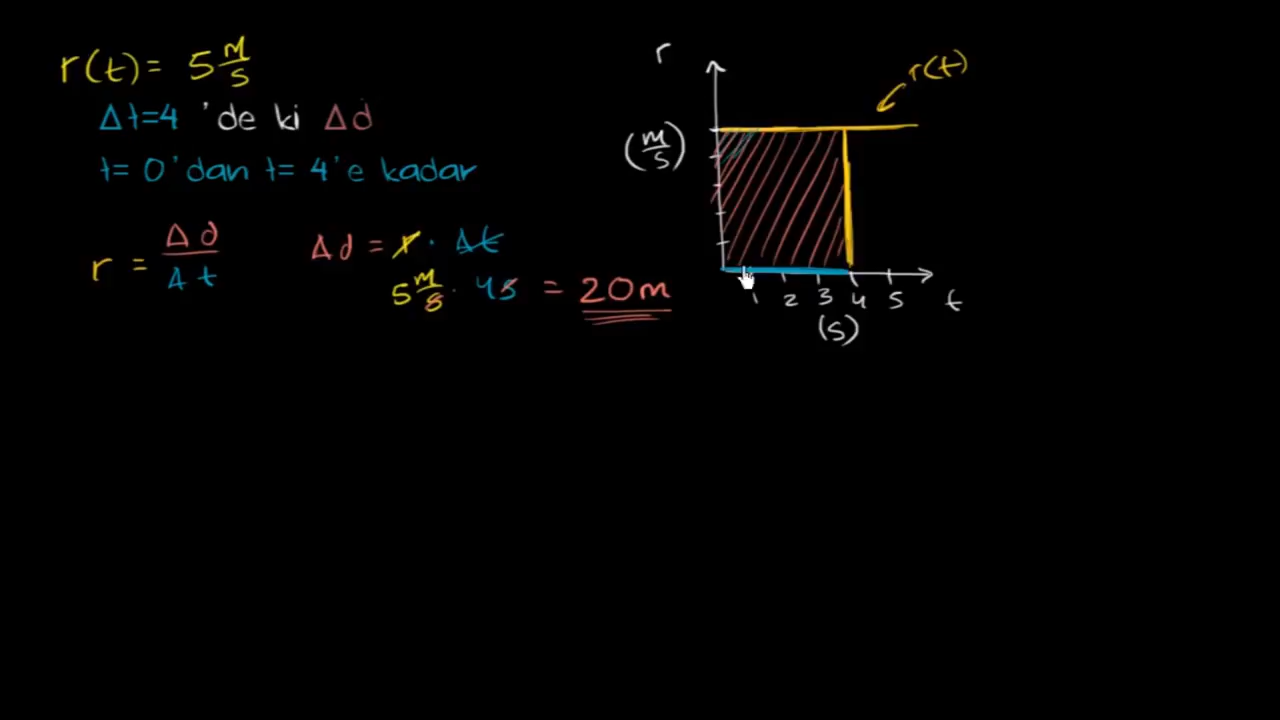 r(t) = 5 m/s
Δt=4 'de ki Δd
t= 0'dan t= 4'e kadar
r = Δd/Δt
Δd = r · Δt
5 m/s · 4s = 20m
r
r(t)
(m/s)
1 2 3 4 5 t
(s)